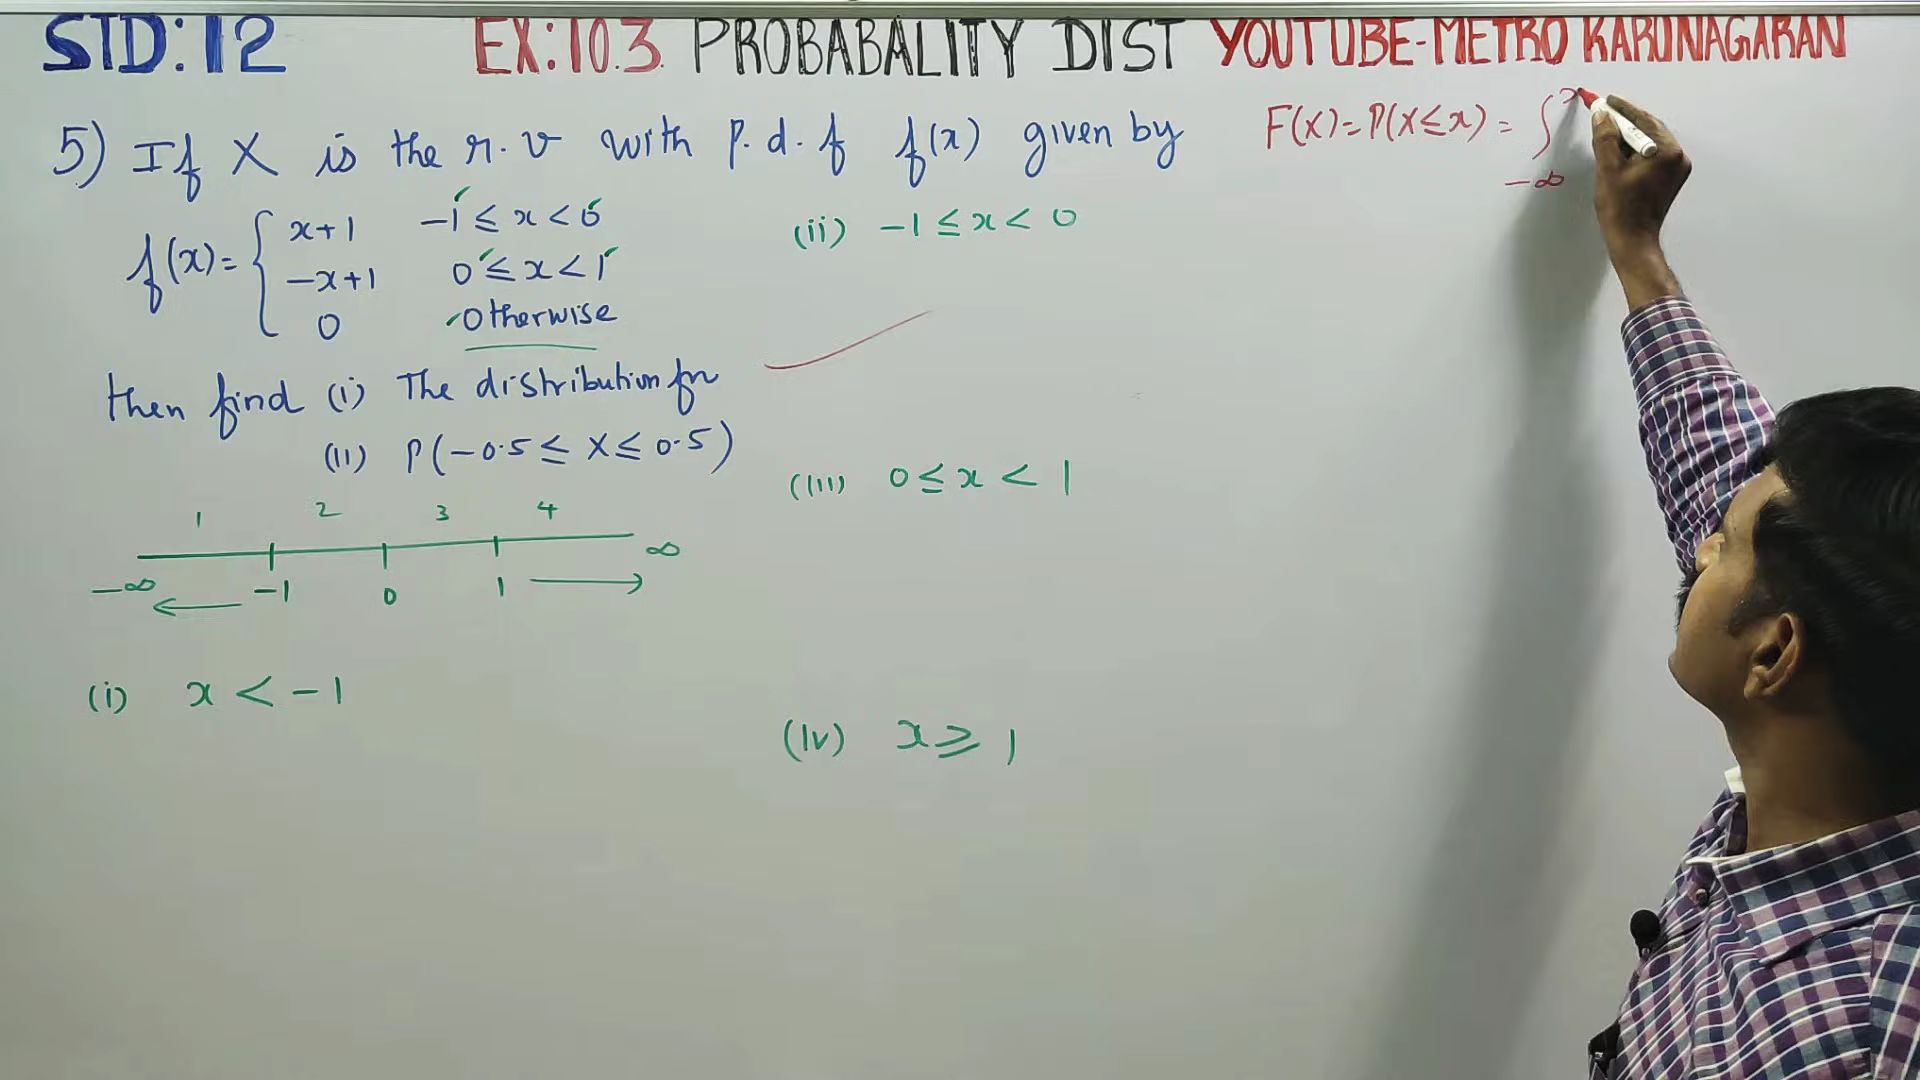 STD:12 EX:10.3 PROBABALITY DIST YOUTUBE-METRO KARUNAGARAN
5) If X is the r.v with p.d.f f(x) given by
f(x)= { x+1 -1 ≤ x < 0
-x+1 0 ≤ x < 1
0 Otherwise
then find (i) The distribution fn
(ii) P(-0.5 ≤ X ≤ 0.5)
1 2 3 4
-∞ -1 0 1 ∞
(i) x < -1
(ii) -1 ≤ x < 0
(iii) 0 ≤ x < 1
(iv) x ≥ 1
F(x) = P(X ≤ x) = ∫ x
-∞